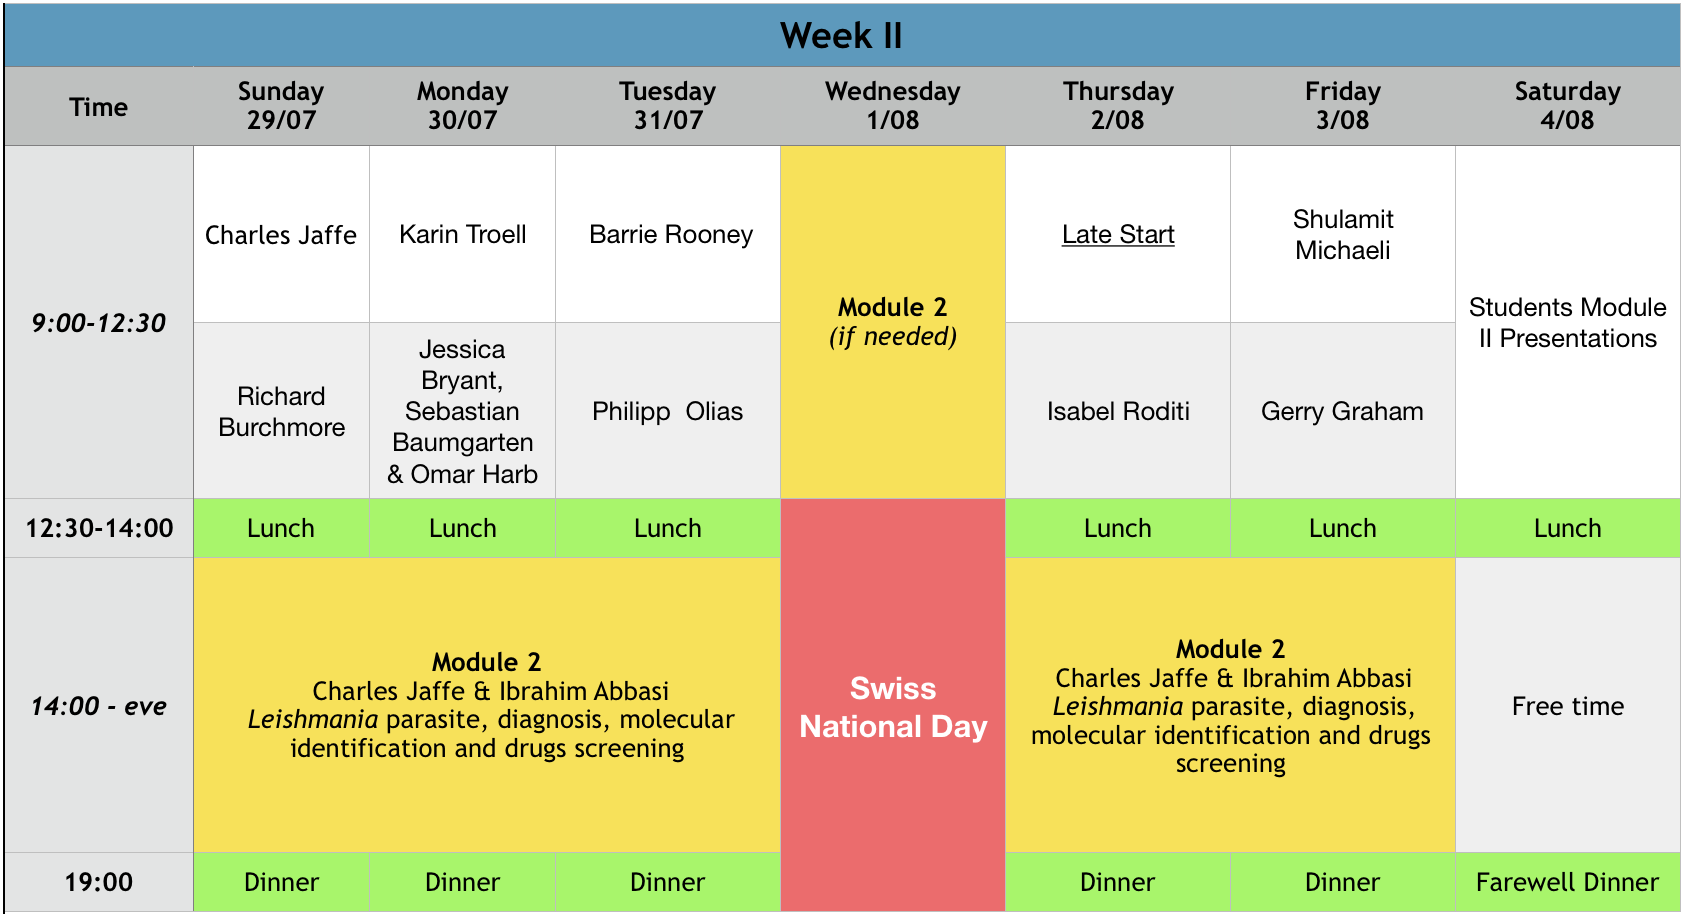 Week II
Time
Sunday
29/07
Monday
30/07
Tuesday
31/07
Wednesday
1/08
Thursday
2/08
Friday
3/08
Saturday
4/08
9:00-12:30
Charles Jaffe
Karin Troell
Barrie Rooney
Module 2
(if needed)
Late Start
Shulamit
Michaeli
Students Module
II Presentations
Richard
Burchmore
Jessica
Bryant,
Sebastian
Baumgarten
& Omar Harb
Philipp  Olias
Isabel Roditi
Gerry Graham
12:30-14:00
Lunch
Lunch
Lunch
Swiss
National Day
Lunch
Lunch
Lunch
14:00 - eve
Module 2
Charles Jaffe & Ibrahim Abbasi
Leishmania parasite, diagnosis, molecular
identification and drugs screening
Module 2
Charles Jaffe & Ibrahim Abbasi
Leishmania parasite, diagnosis,
molecular identification and drugs
screening
Free time
19:00
Dinner
Dinner
Dinner
Dinner
Dinner
Farewell Dinner